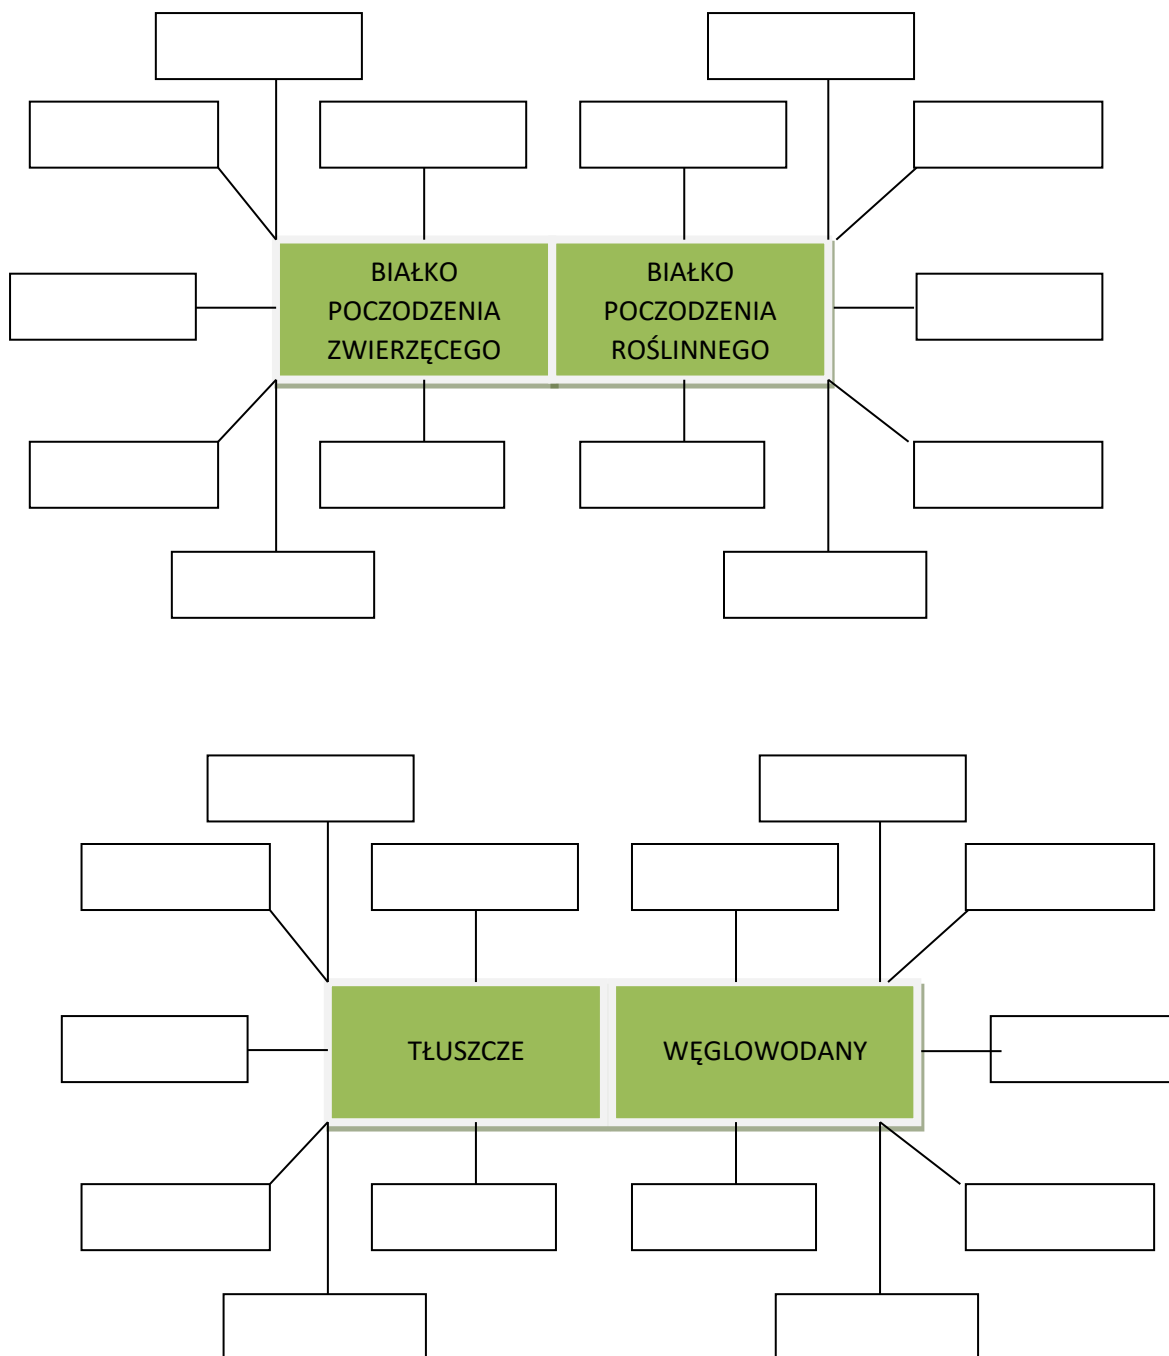 BIAŁKO
POCZODZENIA
ZWIERZĘCEGO
BIAŁKO
POCZODZENIA
ROŚLINNEGO
TŁUSZCZE
WĘGLOWODANY